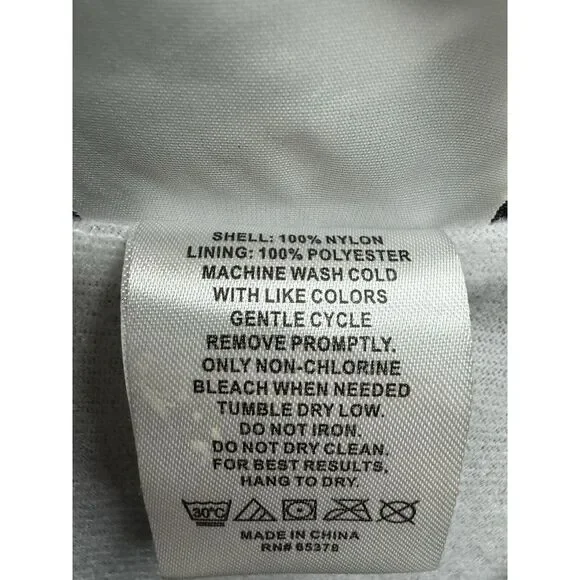 SHELL: 100% NYLON
LINING: 100% POLYESTER
MACHINE WASH COLD
WITH LIKE COLORS
GENTLE CYCLE
REMOVE PROMPTLY.
ONLY NON-CHLORINE
BLEACH WHEN NEEDED
TUMBLE DRY LOW.
DO NOT IRON.
DO NOT DRY CLEAN.
FOR BEST RESULTS,
HANG TO DRY.
30°C
MADE IN CHINA
RN# 65378